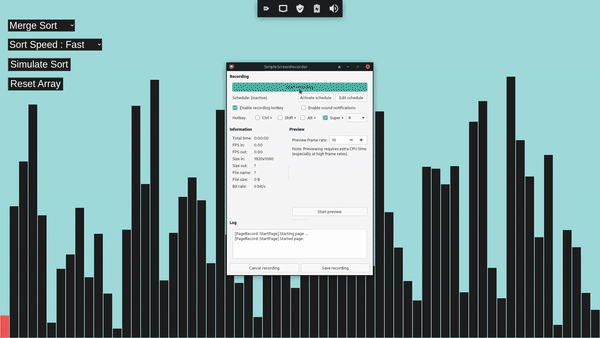 Merge Sort
Sort Speed : Fast
Simulate Sort
Reset Array
SimpleScreenRecorder
Recording
Start recording
Schedule: (inactive)
Activate schedule
Edit schedule
Enable recording hotkey
Enable sound notifications
Hotkey:
Ctrl +
Shift +
Alt +
Super +
R
Information
Total time: 0:00:00
FPS in: 0.00
FPS out: 0.00
Size in: 1920x1080
Size out: ?
File name: ?
File size: 0 B
Bit rate: 0 bit/s
Preview
Preview frame rate: 10
Note: Previewing requires extra CPU time
(especially at high frame rates).
Start preview
Log
[PageRecord::StartPage] Starting page ...
[PageRecord::StartPage] Started page.
Cancel recording
Save recording